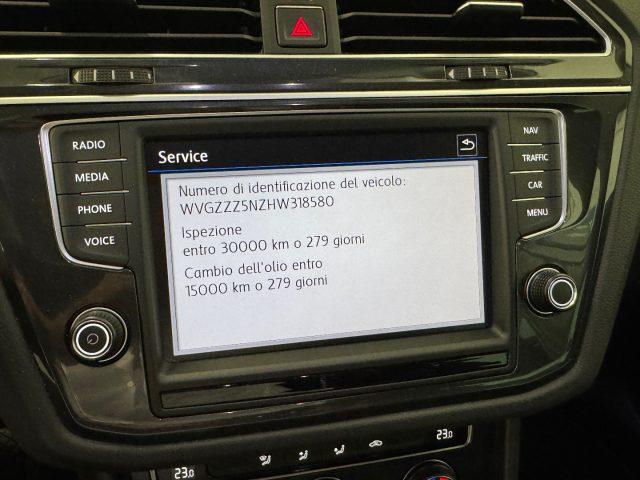 RADIO
MEDIA
PHONE
VOICE
Service
Numero di identificazione del veicolo:
WVGZZZ5NZHW318580
Ispezione
entro 30000 km o 279 giorni
Cambio dell'olio entro
15000 km o 279 giorni
NAV
TRAFFIC
CAR
MENU
23.0
23.0